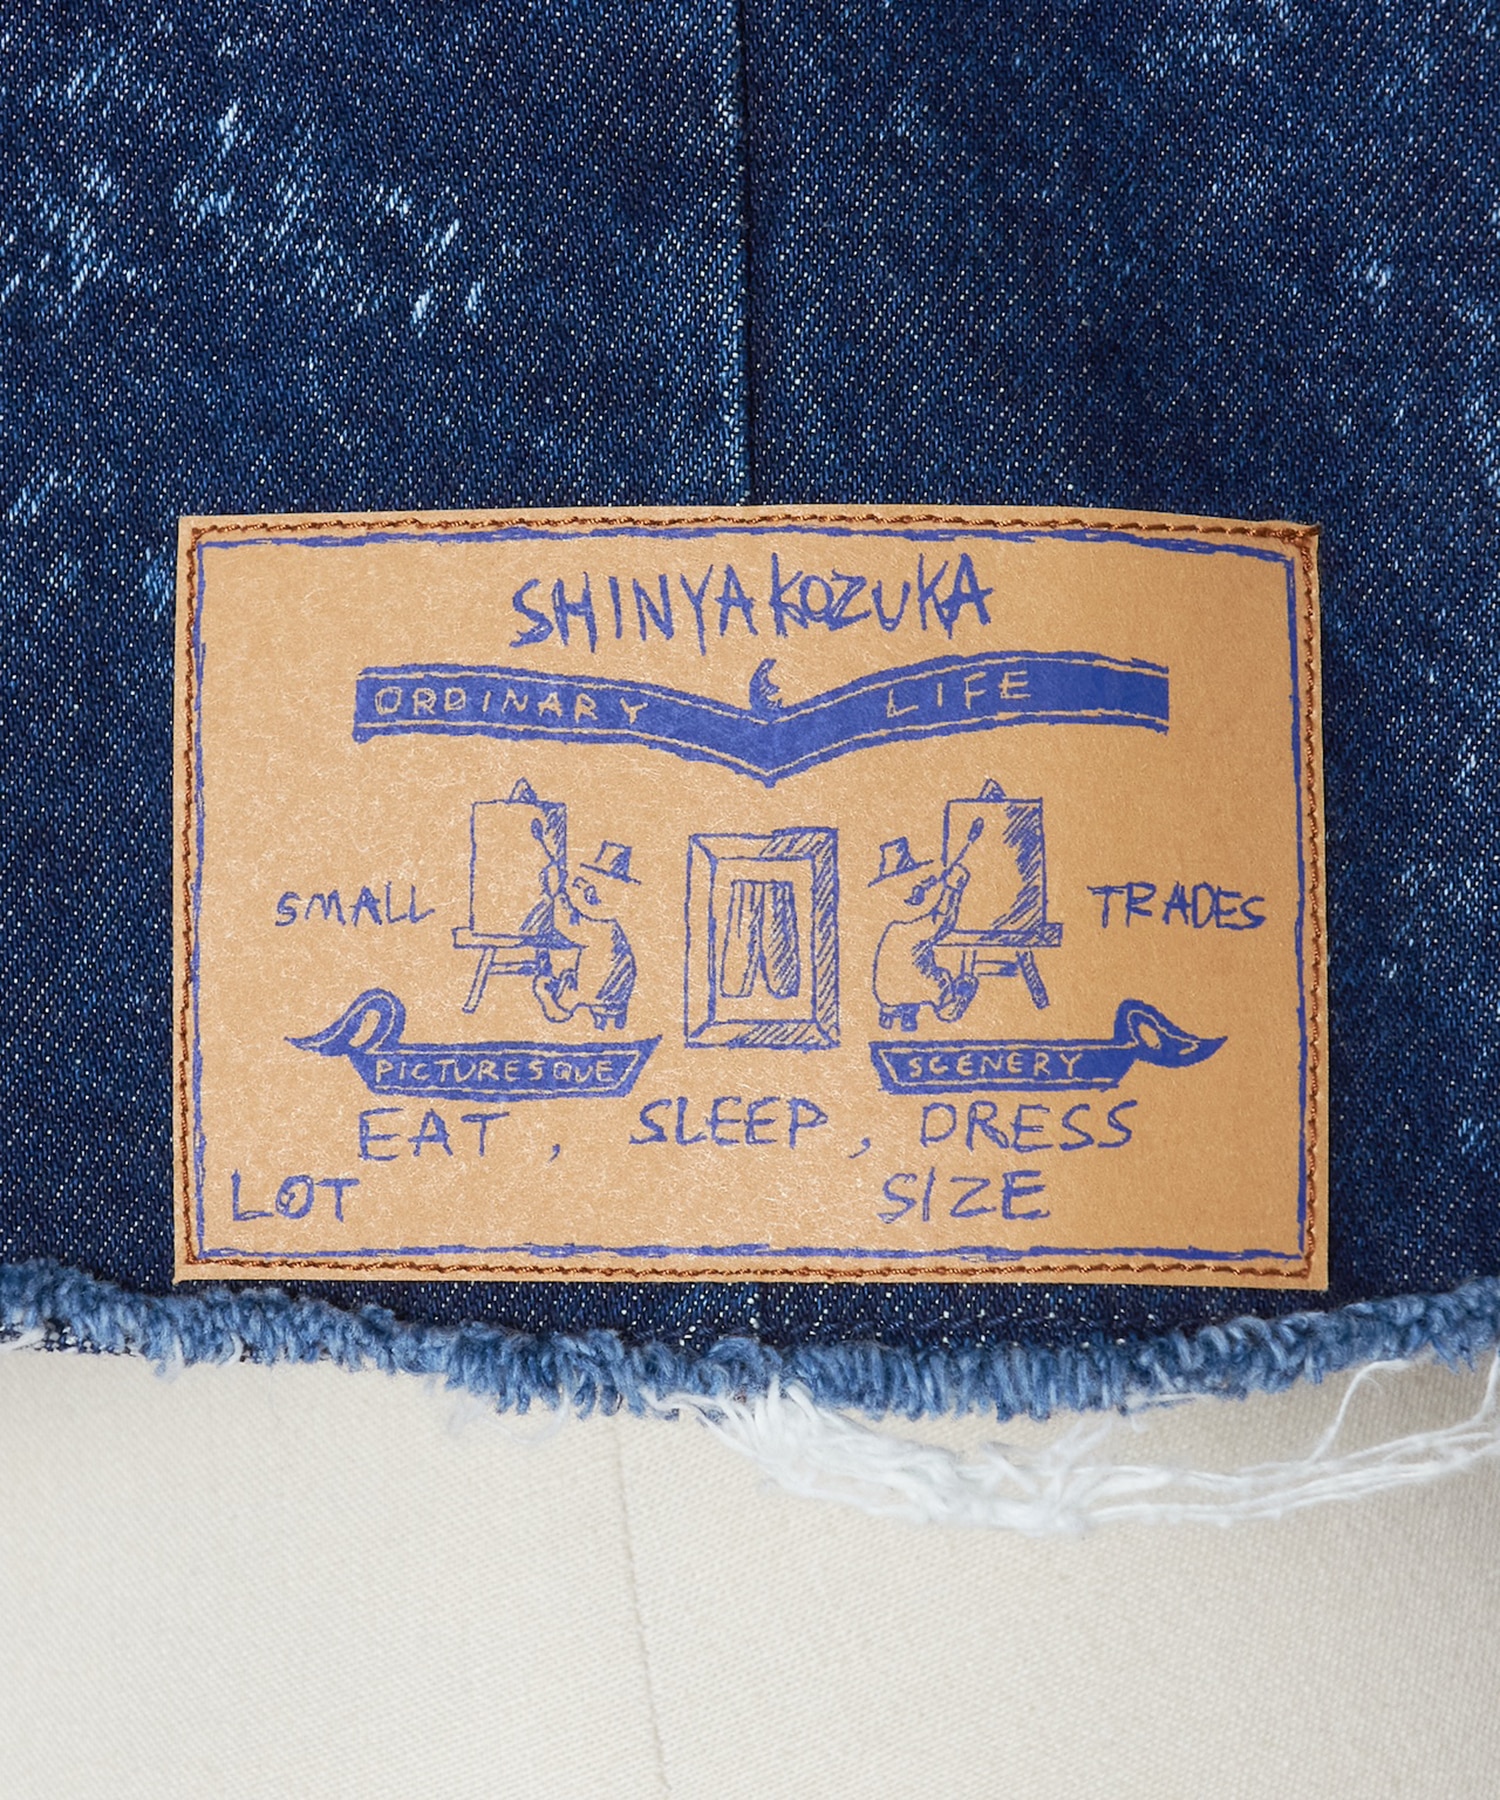 SHINYAKOZUKA
ORDINARY LIFE
SMALL TRADES
PICTURESQUE SCENERY
EAT , SLEEP , DRESS
LOT SIZE